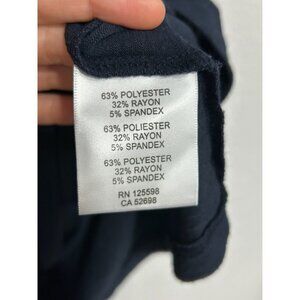 63% POLYESTER
32% RAYON
5% SPANDEX
63% POLIESTER
32% RAYON
5% SPANDEX
63% POLYESTER
32% RAYON
5% SPANDEX
RN 125598
CA 52698